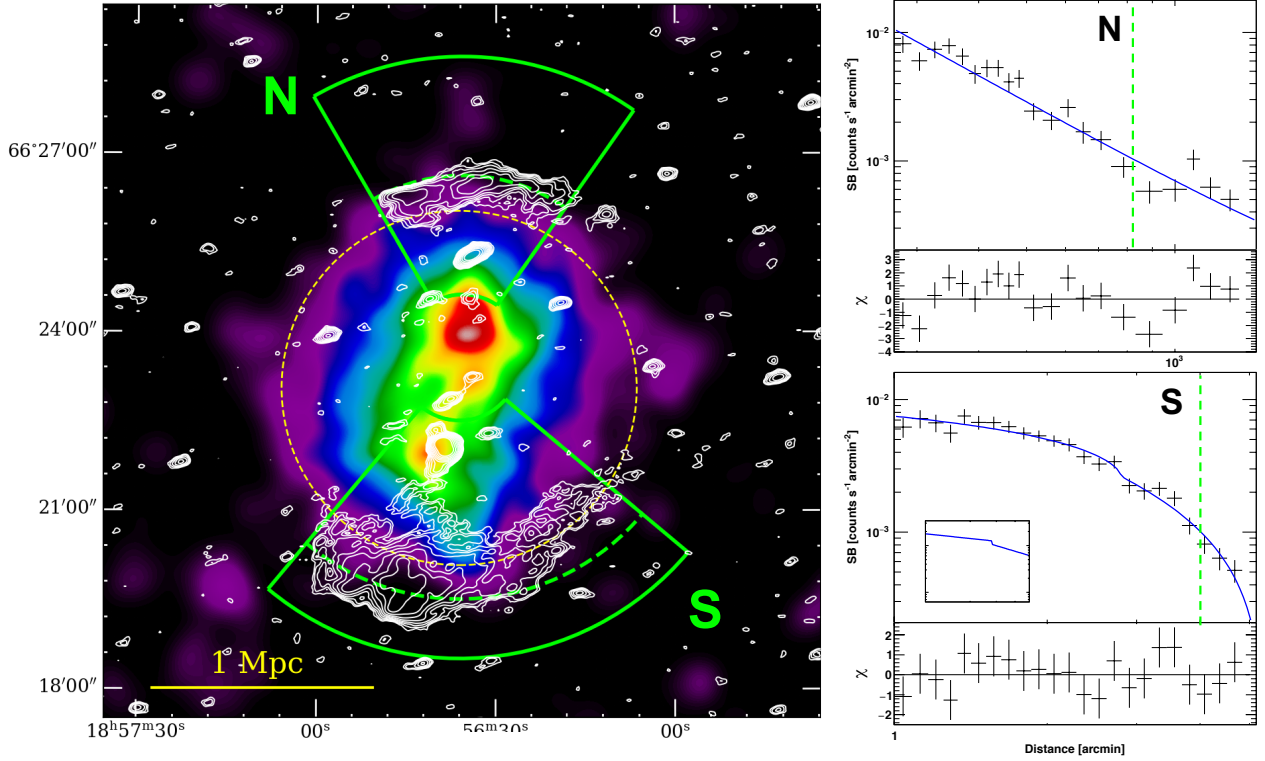 N
S
66°27′00″
24′00″
21′00″
18′00″
18ʰ57ᵐ30ˢ
00ˢ
56ᵐ30ˢ
00ˢ
1 Mpc
N
SB [counts s⁻¹ arcmin⁻²]
10⁻²
10⁻³
χ
3
2
1
0
-1
-2
-3
-4
10³
S
SB [counts s⁻¹ arcmin⁻²]
10⁻²
10⁻³
χ
2
1
0
-1
-2
1
Distance [arcmin]